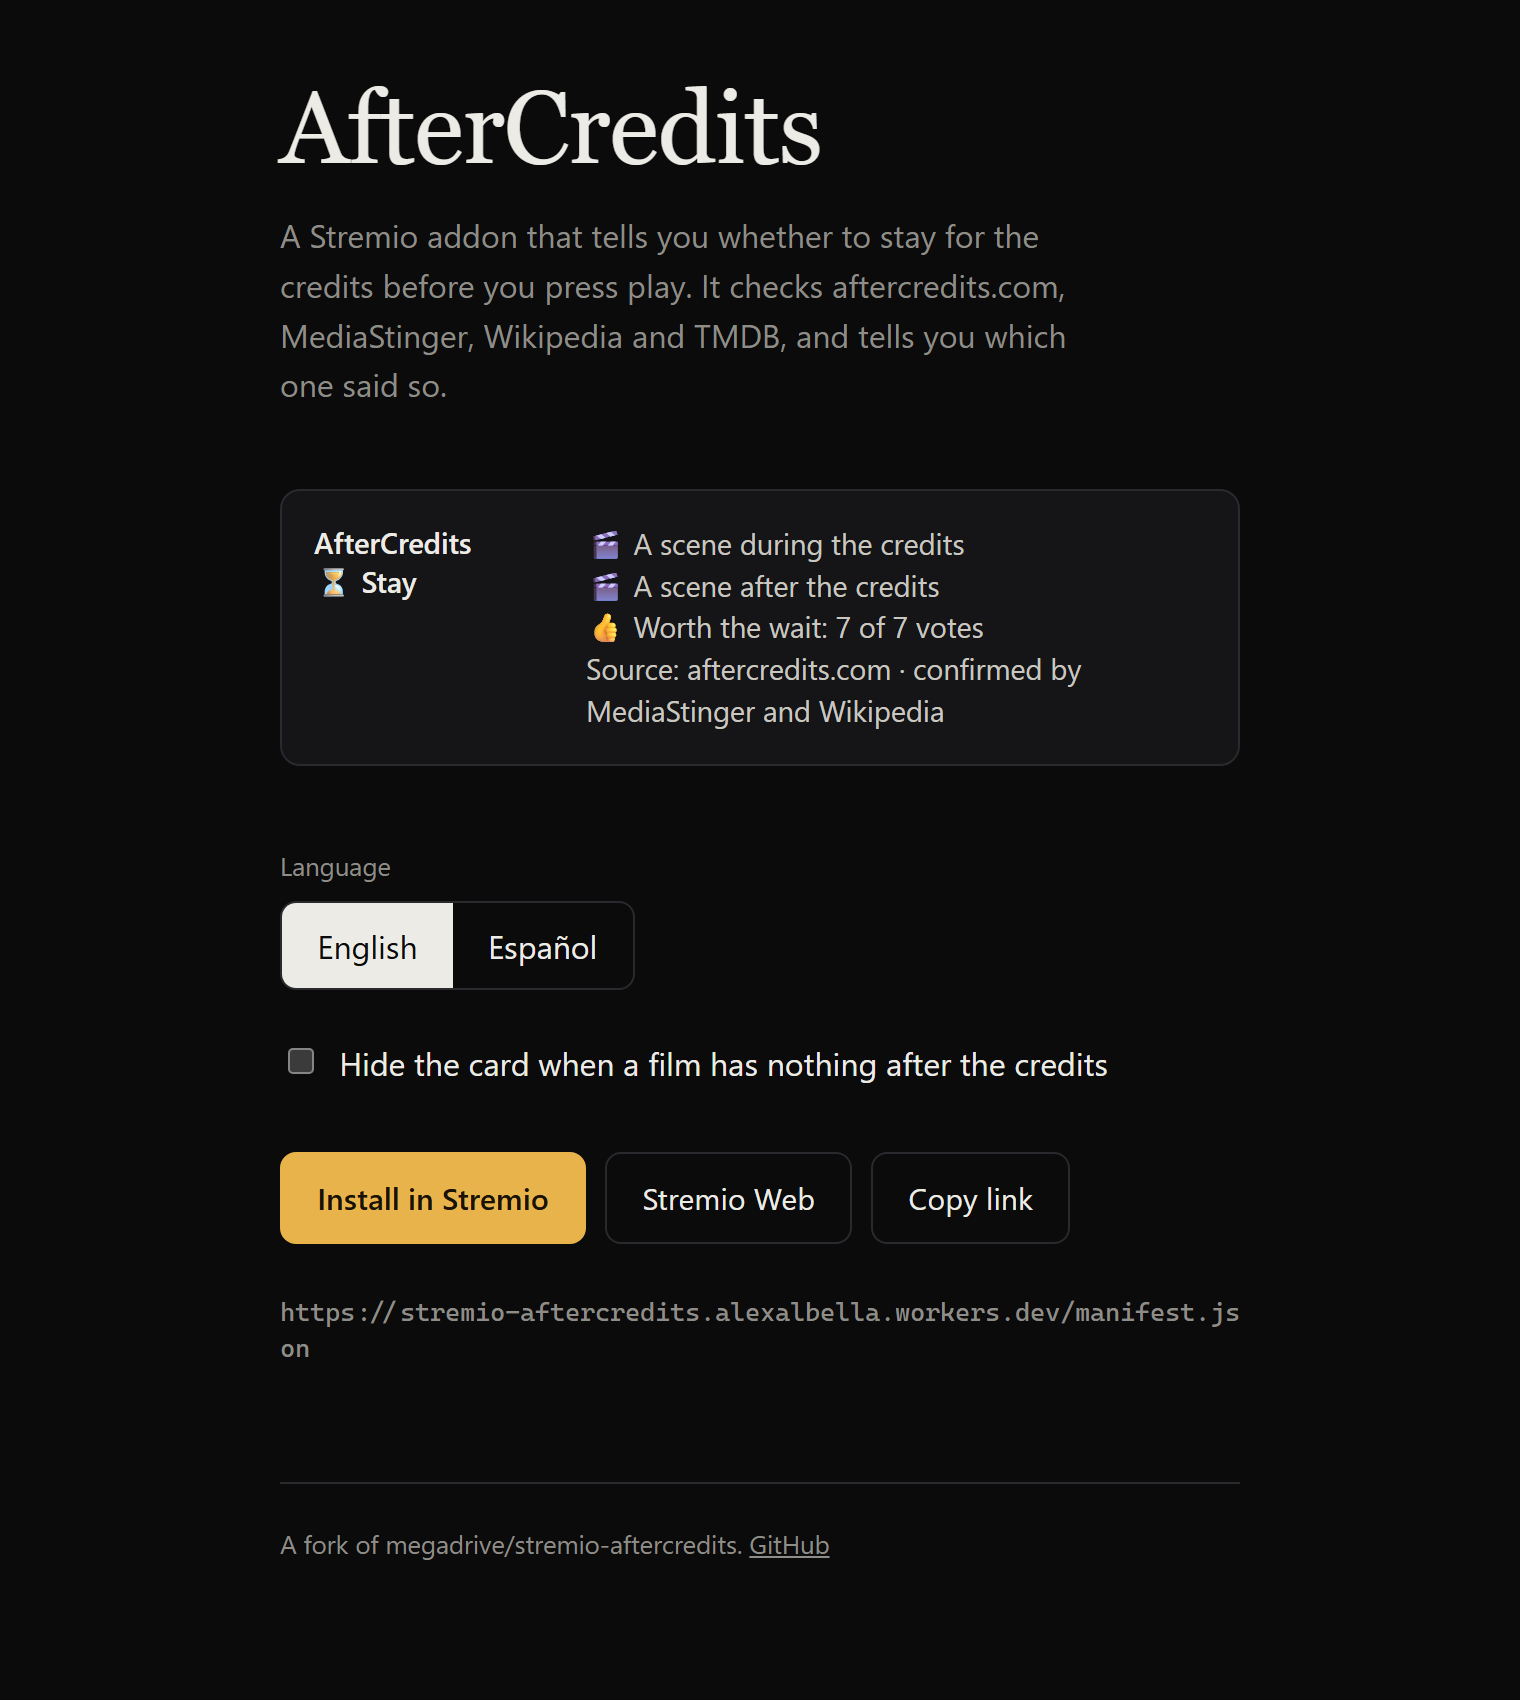 AfterCredits
A Stremio addon that tells you whether to stay for the
credits before you press play. It checks aftercredits.com,
MediaStinger, Wikipedia and TMDB, and tells you which
one said so.
AfterCredits
⏳ Stay
🎬 A scene during the credits
🎬 A scene after the credits
👍 Worth the wait: 7 of 7 votes
Source: aftercredits.com · confirmed by
MediaStinger and Wikipedia
Language
English Español
Hide the card when a film has nothing after the credits
Install in Stremio Stremio Web Copy link
https://stremio-aftercredits.alexalbella.workers.dev/manifest.js
on
A fork of megadrive/stremio-aftercredits. GitHub